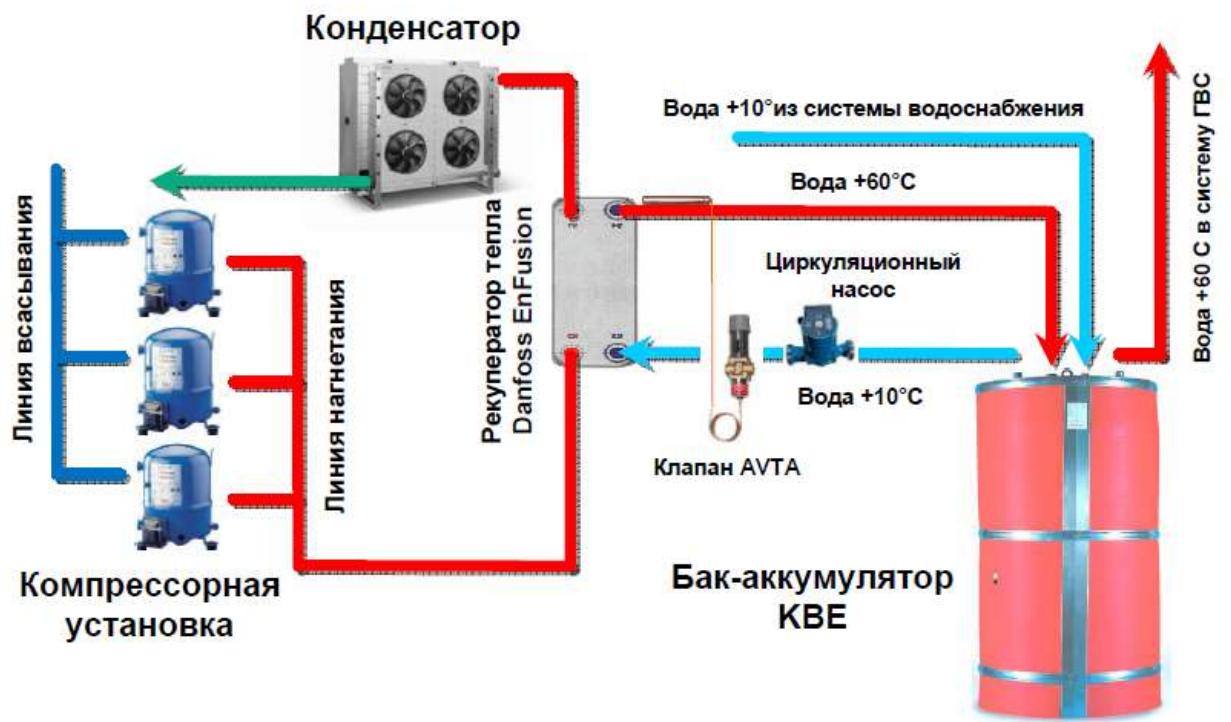 Конденсатор
Вода +10°из системы водоснабжения
Вода +60°С
Вода +60 С в систему ГВС
Линия всасывания
Линия нагнетания
Рекуператор тепла
Danfoss EnFusion
Циркуляционный
насос
Вода +10°С
Клапан AVTA
Компрессорная
установка
Бак-аккумулятор
KBE